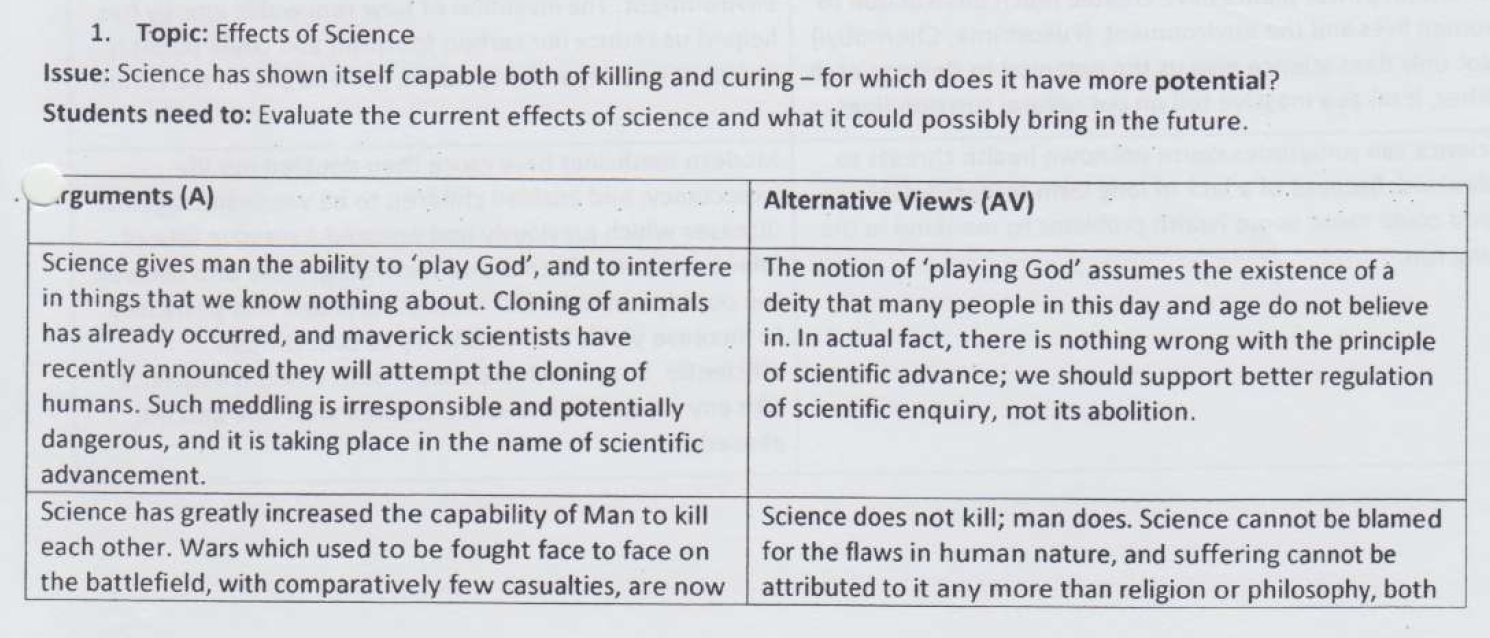 1. Topic: Effects of Science
Issue: Science has shown itself capable both of killing and curing – for which does it have more potential?
Students need to: Evaluate the current effects of science and what it could possibly bring in the future.
rguments (A)
Science gives man the ability to 'play God', and to interfere
in things that we know nothing about. Cloning of animals
has already occurred, and maverick scientists have
recently announced they will attempt the cloning of
humans. Such meddling is irresponsible and potentially
dangerous, and it is taking place in the name of scientific
advancement.
Alternative Views (AV)
The notion of 'playing God' assumes the existence of a
deity that many people in this day and age do not believe
in. In actual fact, there is nothing wrong with the principle
of scientific advance; we should support better regulation
of scientific enquiry, not its abolition.
Science has greatly increased the capability of Man to kill
each other. Wars which used to be fought face to face on
the battlefield, with comparatively few casualties, are now
Science does not kill; man does. Science cannot be blamed
for the flaws in human nature, and suffering cannot be
attributed to it any more than religion or philosophy, both